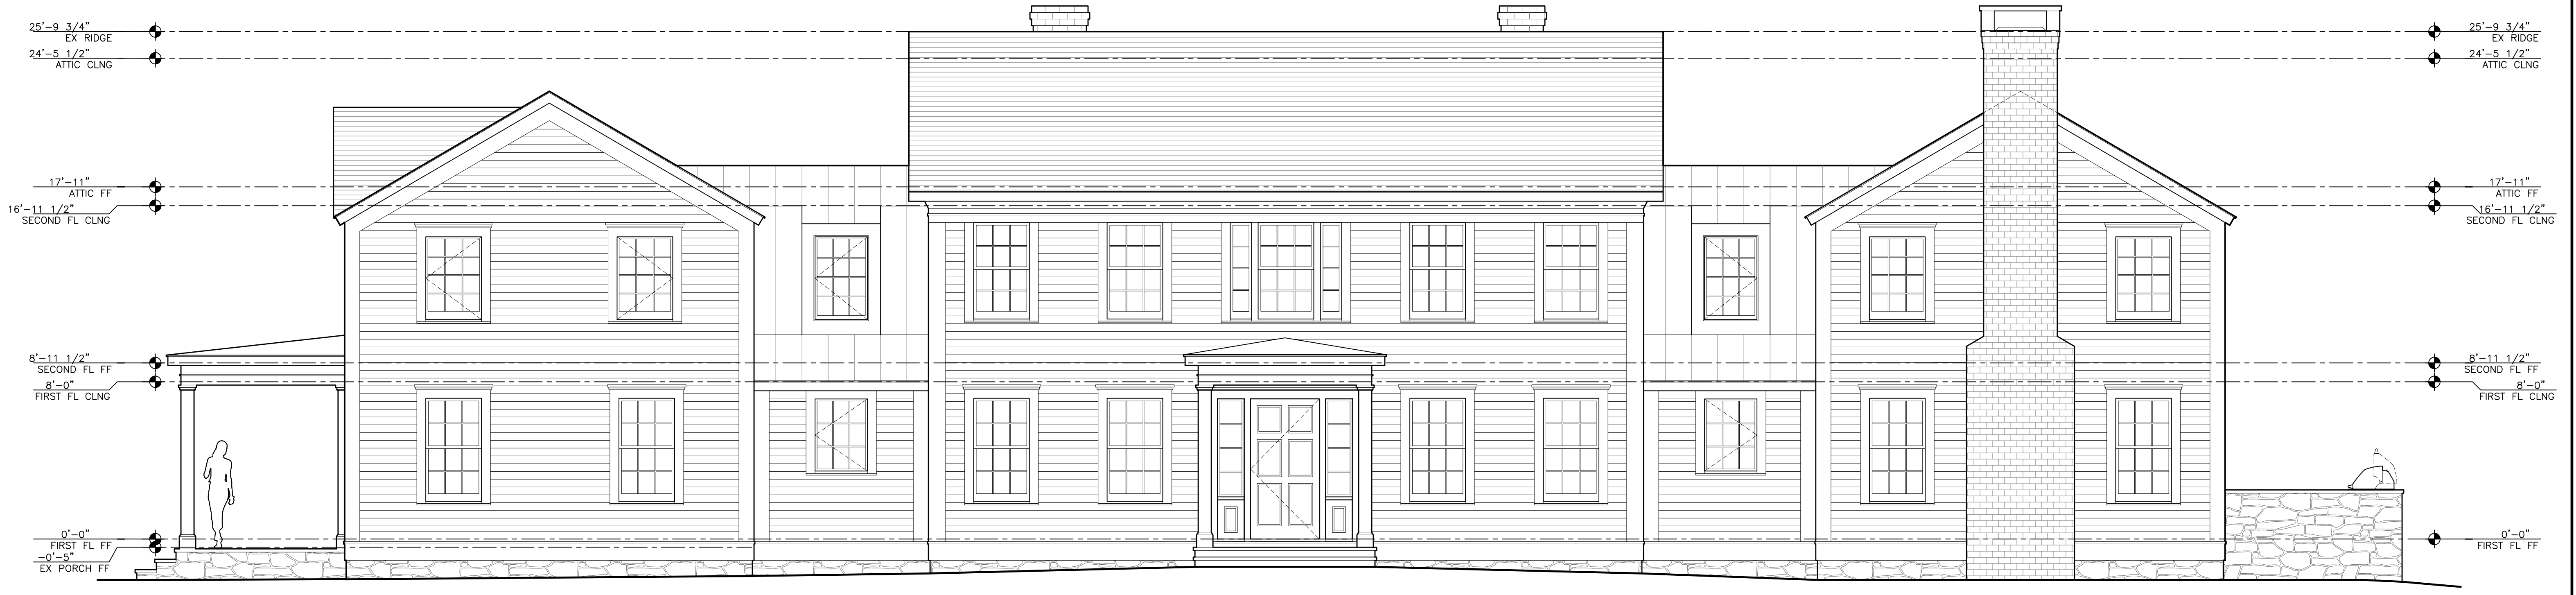 25'-9 3/4"
EX RIDGE
24'-5 1/2"
ATTIC CLNG
17'-11"
ATTIC FF
16'-11 1/2"
SECOND FL CLNG
8'-11 1/2"
SECOND FL FF
8'-0"
FIRST FL CLNG
0'-0"
FIRST FL FF
-0'-5"
EX PORCH FF
25'-9 3/4"
EX RIDGE
24'-5 1/2"
ATTIC CLNG
17'-11"
ATTIC FF
16'-11 1/2"
SECOND FL CLNG
8'-11 1/2"
SECOND FL FF
8'-0"
FIRST FL CLNG
0'-0"
FIRST FL FF